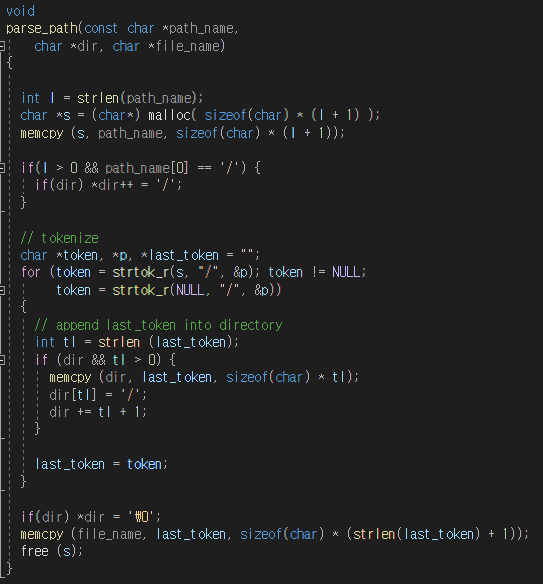 void
parse_path(const char *path_name,
    char *dir, char *file_name)
{

  int l = strlen(path_name);
  char *s = (char*) malloc( sizeof(char) * (l + 1) );
  memcpy (s, path_name, sizeof(char) * (l + 1));

  if(l > 0 && path_name[0] == '/') {
    if(dir) *dir++ = '/';
  }

  // tokenize
  char *token, *p, *last_token = "";
  for (token = strtok_r(s, "/", &p); token != NULL;
       token = strtok_r(NULL, "/", &p))
  {
    // append last_token into directory
    int tl = strlen (last_token);
    if (dir && tl > 0) {
      memcpy (dir, last_token, sizeof(char) * tl);
      dir[tl] = '/';
      dir += tl + 1;
    }

    last_token = token;
  }

  if(dir) *dir = '₩0';
  memcpy (file_name, last_token, sizeof(char) * (strlen(last_token) + 1));
  free (s);
}